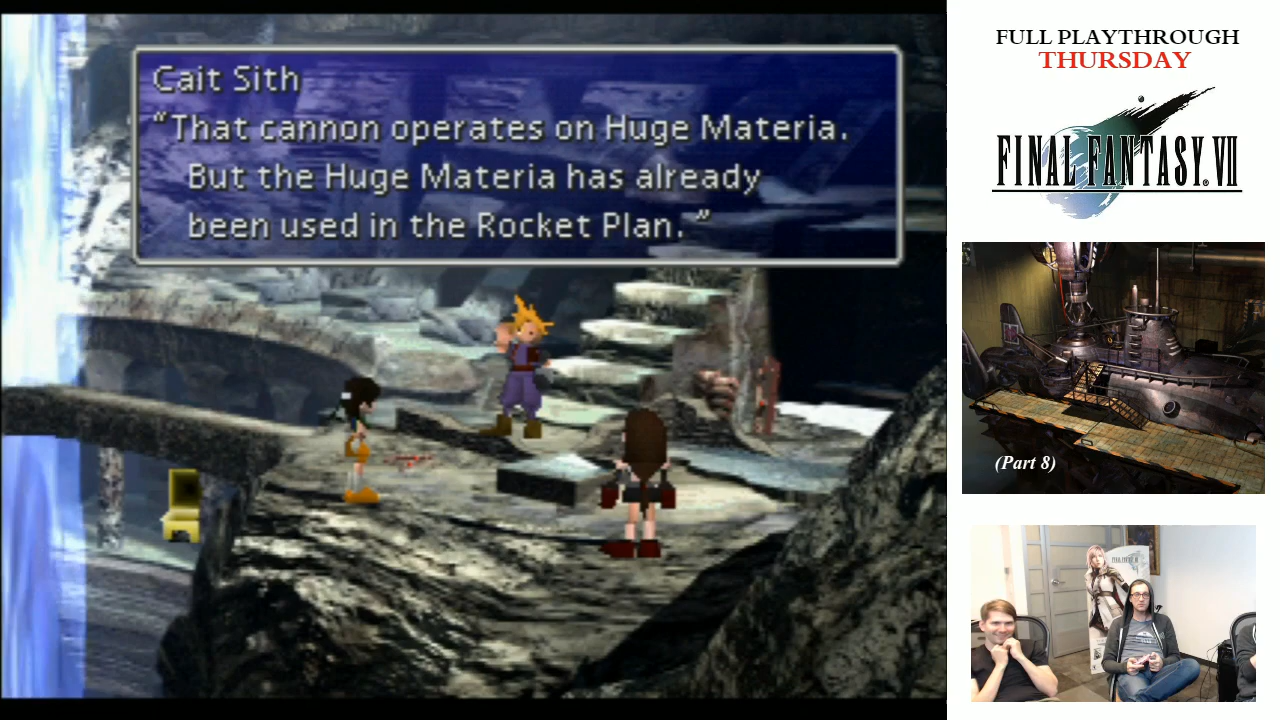 Cait Sith
“That cannon operates on Huge Materia.
But the Huge Materia has already
been used in the Rocket Plan.”
FULL PLAYTHROUGH
THURSDAY
FINAL FANTASY VII
(Part 8)